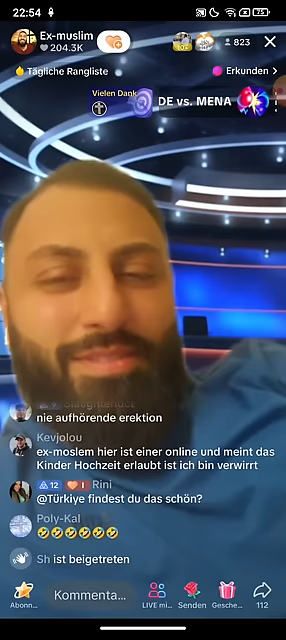 22:54
75
Ex-muslim
204.3K
823
Tägliche Rangliste
Erkunden >
Vielen Dank
DE vs. MENA
nie aufhörende erektion
Kevjolou
ex-moslem hier ist einer online und meint das
Kinder Hochzeit erlaubt ist ich bin verwirrt
12 I Rini
@Türkiye findest du das schön?
Poly-Kal
🤣🤣🤣🤣🤣🤣
Sh ist beigetreten
Kommenta...
Abonn...
LIVE mi...
Senden
Gesche...
112